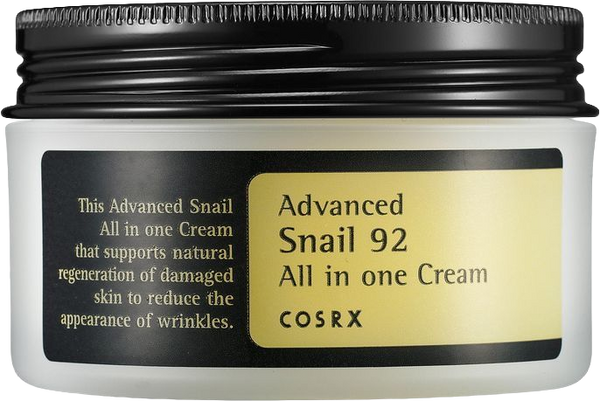 This Advanced Snail
All in one Cream
that supports natural
regeneration of damaged
skin to reduce the
appearance of wrinkles.
Advanced
Snail 92
All in one Cream
COSRX